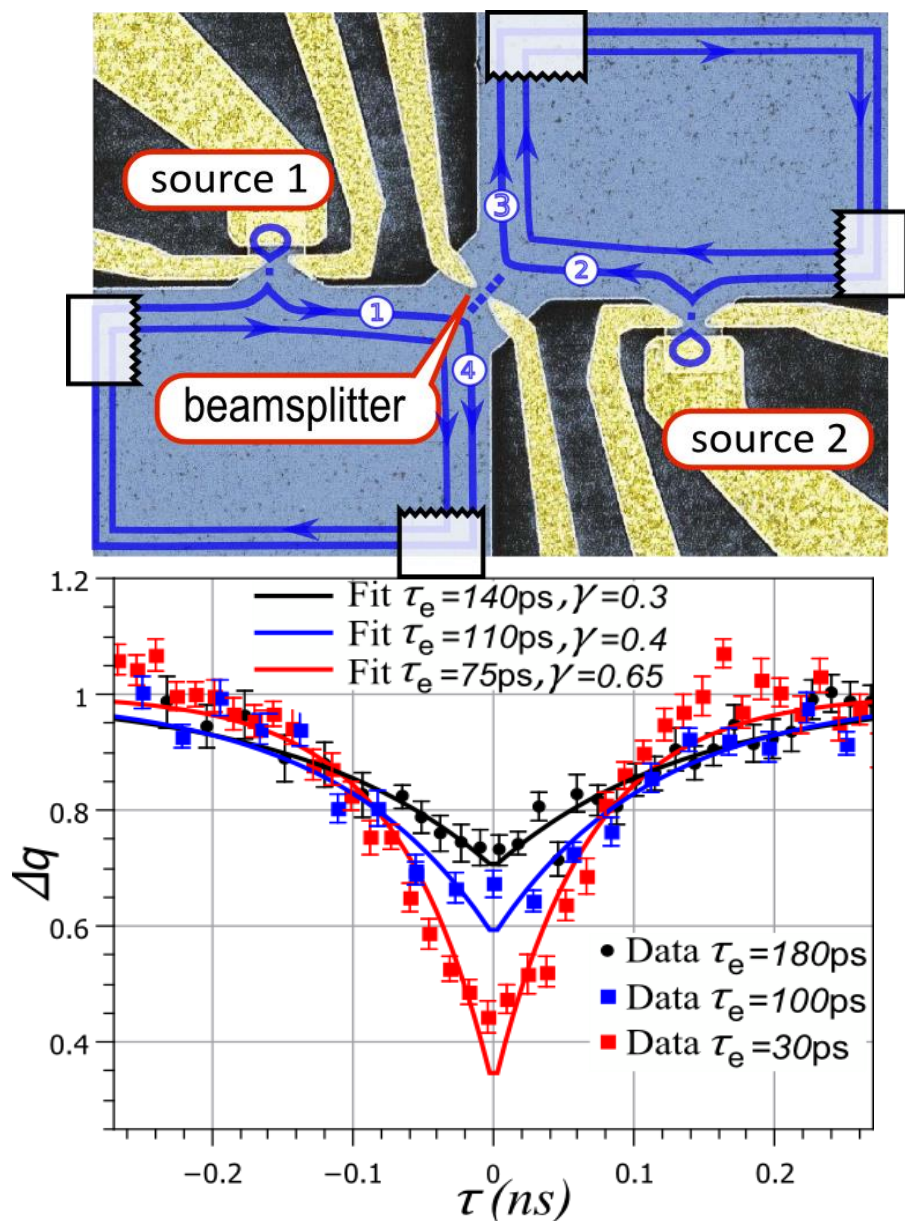 source 1
③
②
①
④
beamsplitter
source 2
1.2
1
0.8
0.6
0.4
Δq
Fit τe=140ps,γ=0.3
Fit τe=110ps,γ=0.4
Fit τe=75ps,γ=0.65
Data τe=180ps
Data τe=100ps
Data τe=30ps
−0.2 −0.1 0 0.1 0.2
τ(ns)